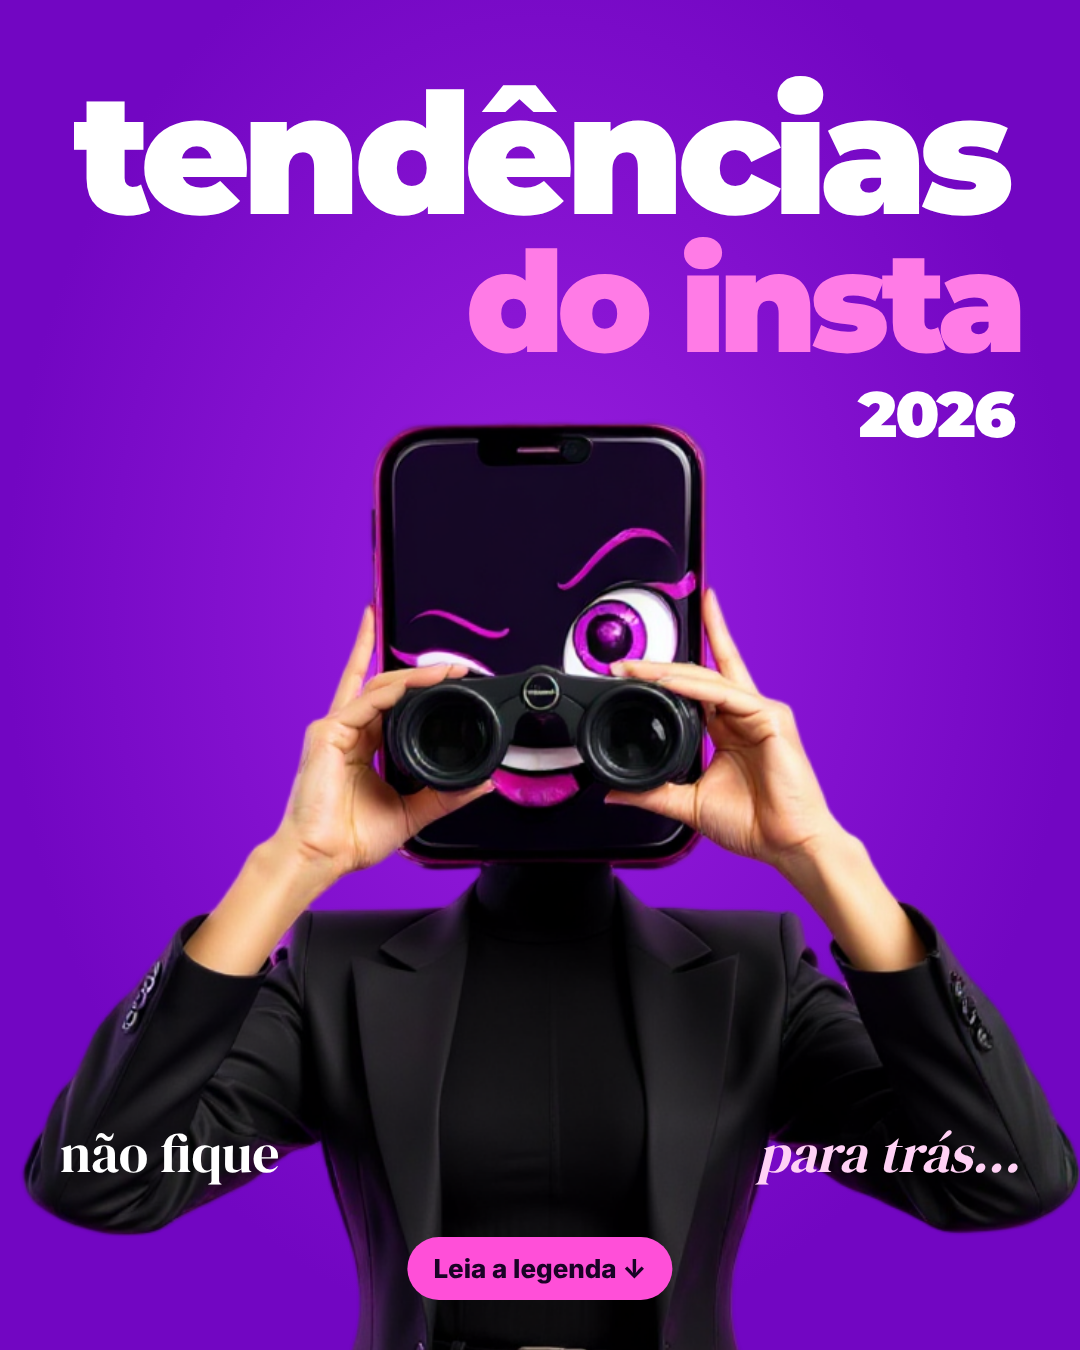 tendências
do insta
2026
não fique para trás...
Leia a legenda ↓